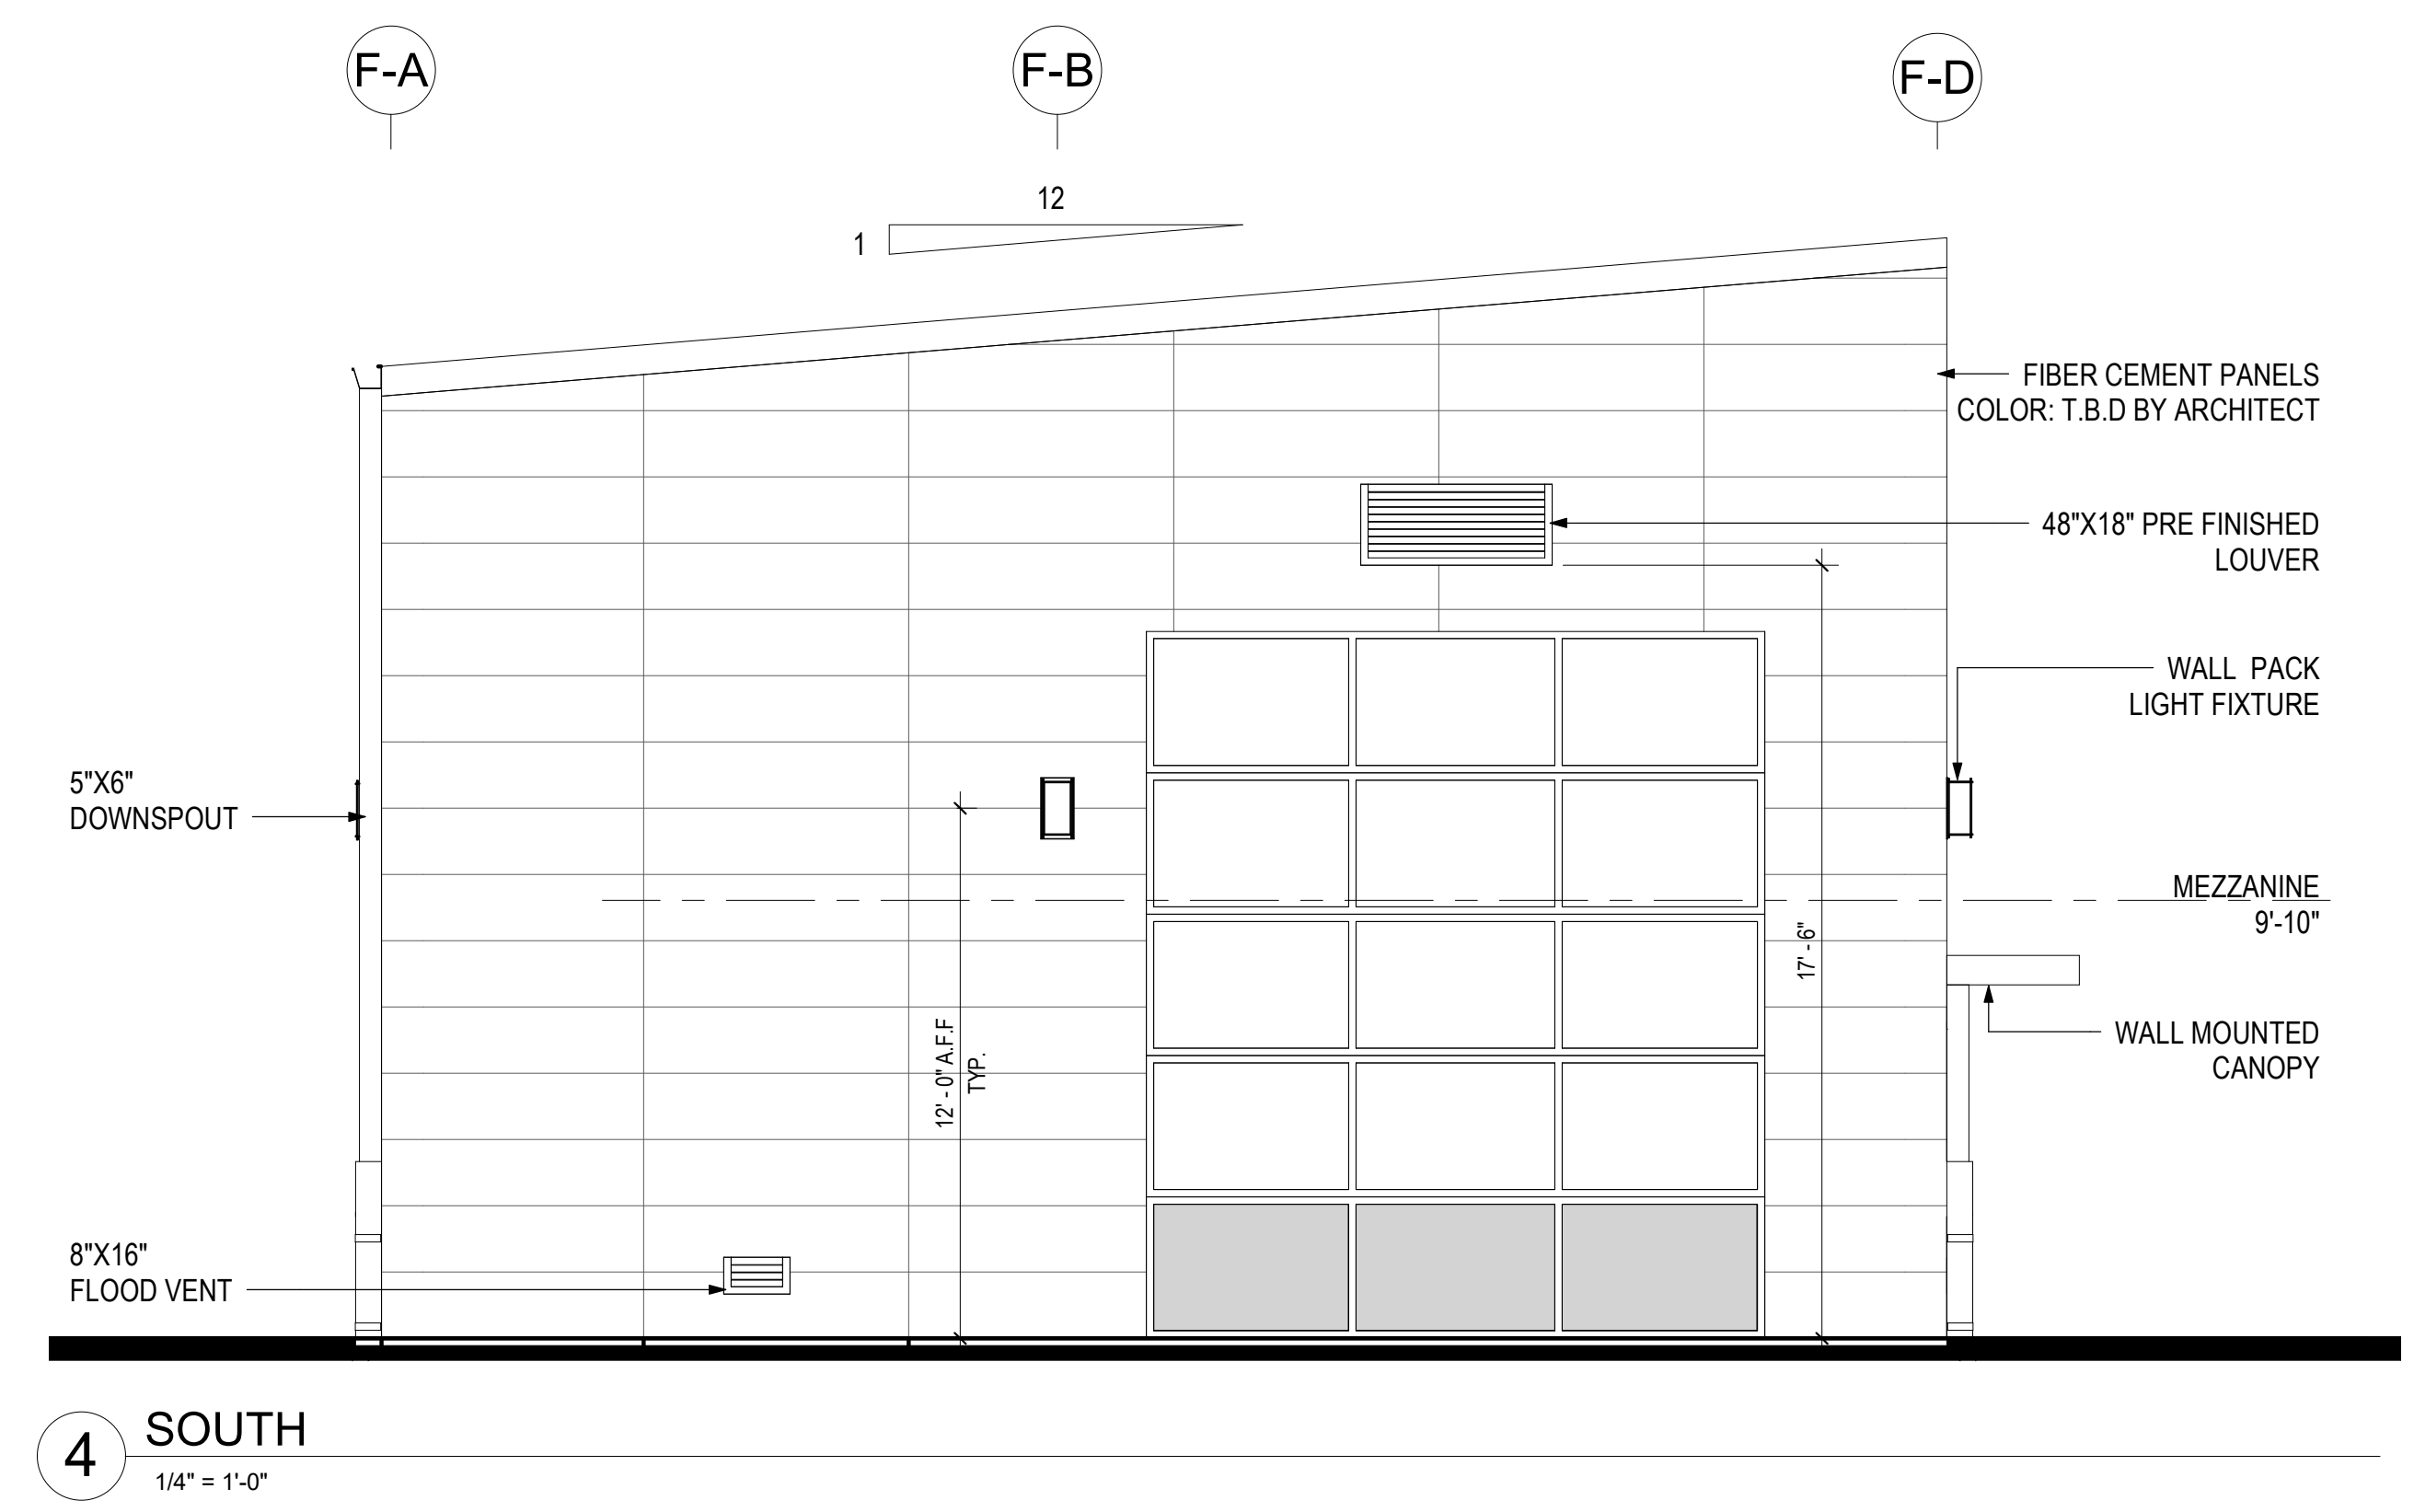 F-A
F-B
F-D
12
1
FIBER CEMENT PANELS
COLOR: T.B.D BY ARCHITECT
48"X18" PRE FINISHED
LOUVER
WALL PACK
LIGHT FIXTURE
5"X6"
DOWNSPOUT
MEZZANINE
9'-10"
17' - 6"
12' - 0" A.F.F
TYP.
WALL MOUNTED
CANOPY
8"X16"
FLOOD VENT
4
SOUTH
1/4" = 1'-0"